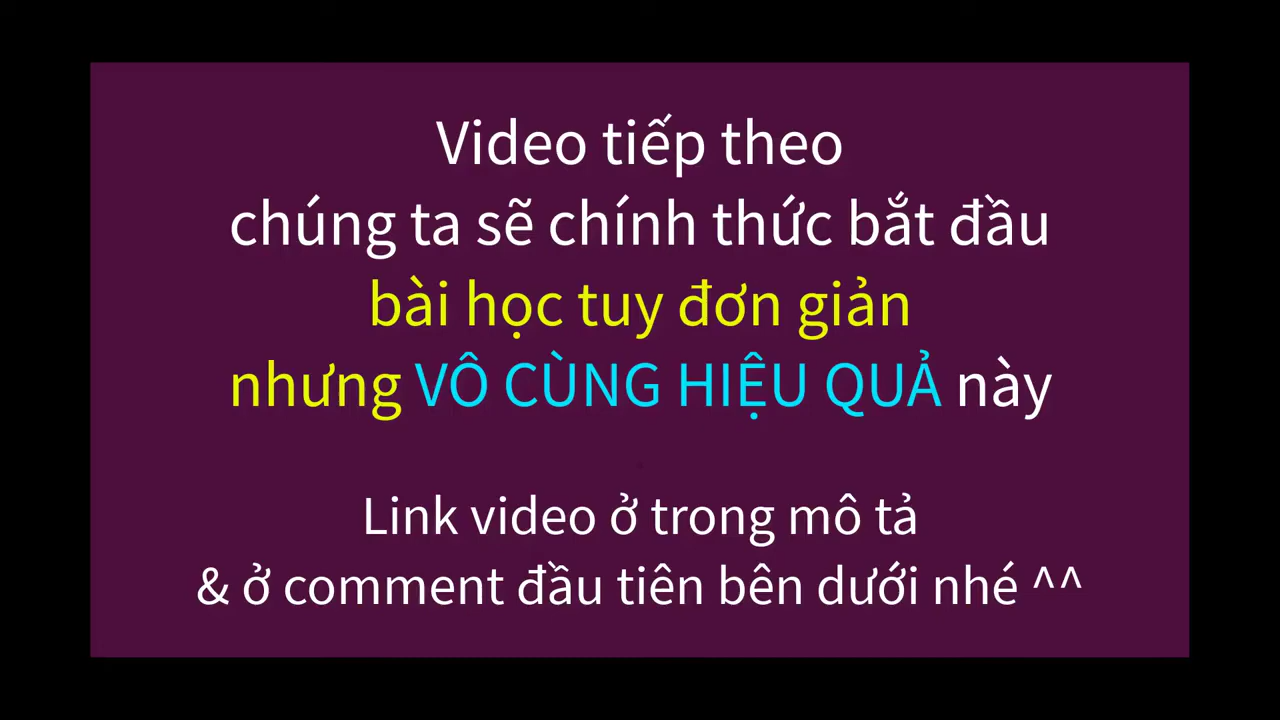 Video tiếp theo
chúng ta sẽ chính thức bắt đầu
bài học tuy đơn giản
nhưng VÔ CÙNG HIỆU QUẢ này
Link video ở trong mô tả
& ở comment đầu tiên bên dưới nhé ^^